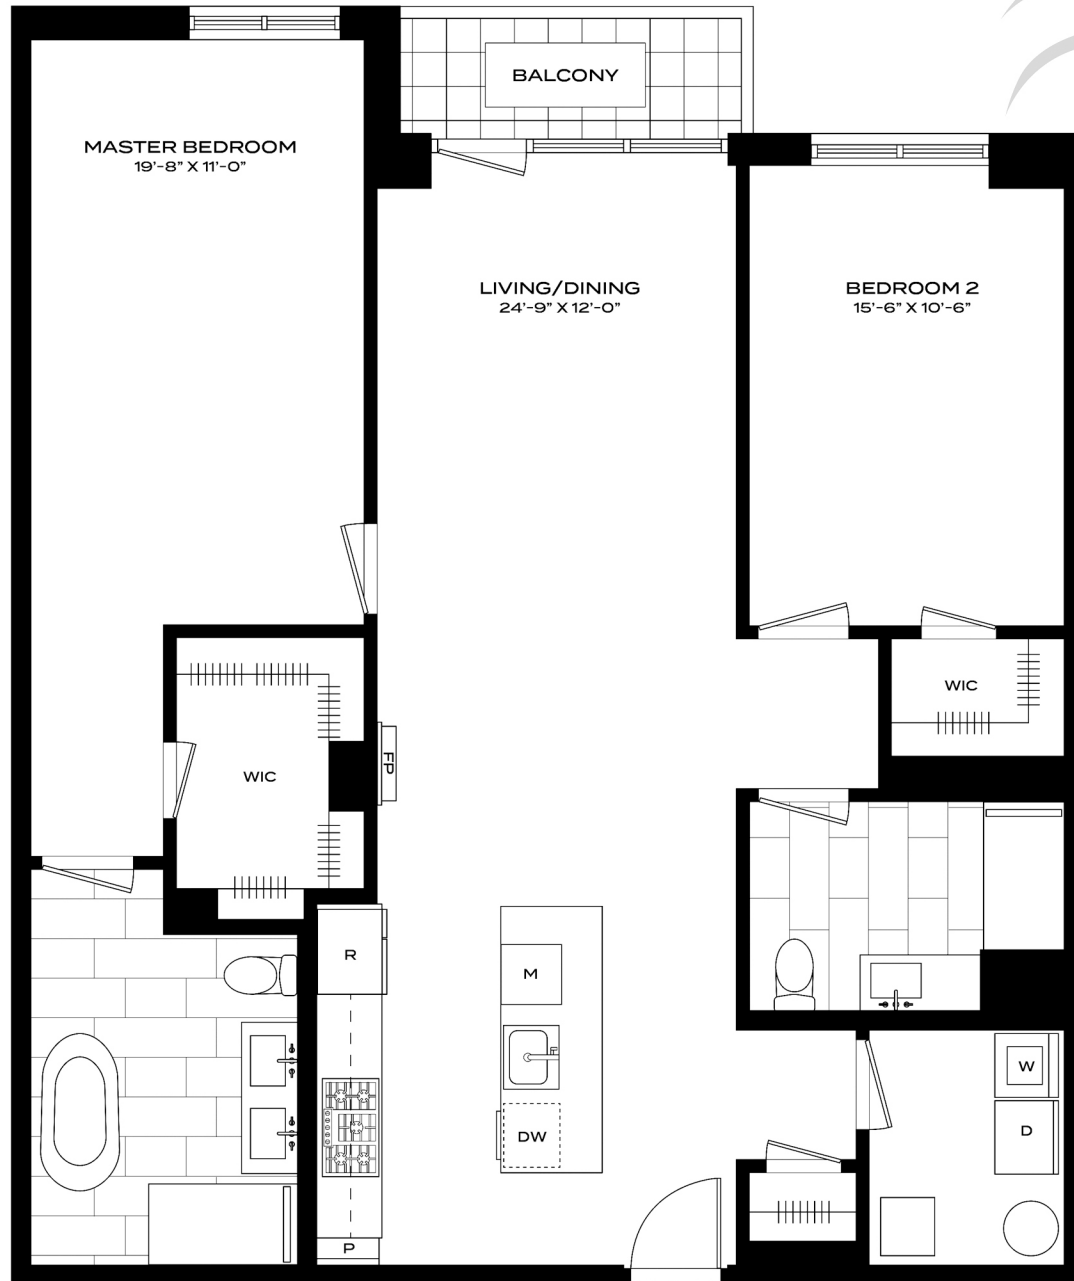 BALCONY
MASTER BEDROOM
19'-8” X 11'-0”
LIVING/DINING
24'-9” X 12'-0”
BEDROOM 2
15'-6” X 10'-6”
WIC
FP
WIC
R
M
W
D
DW
P